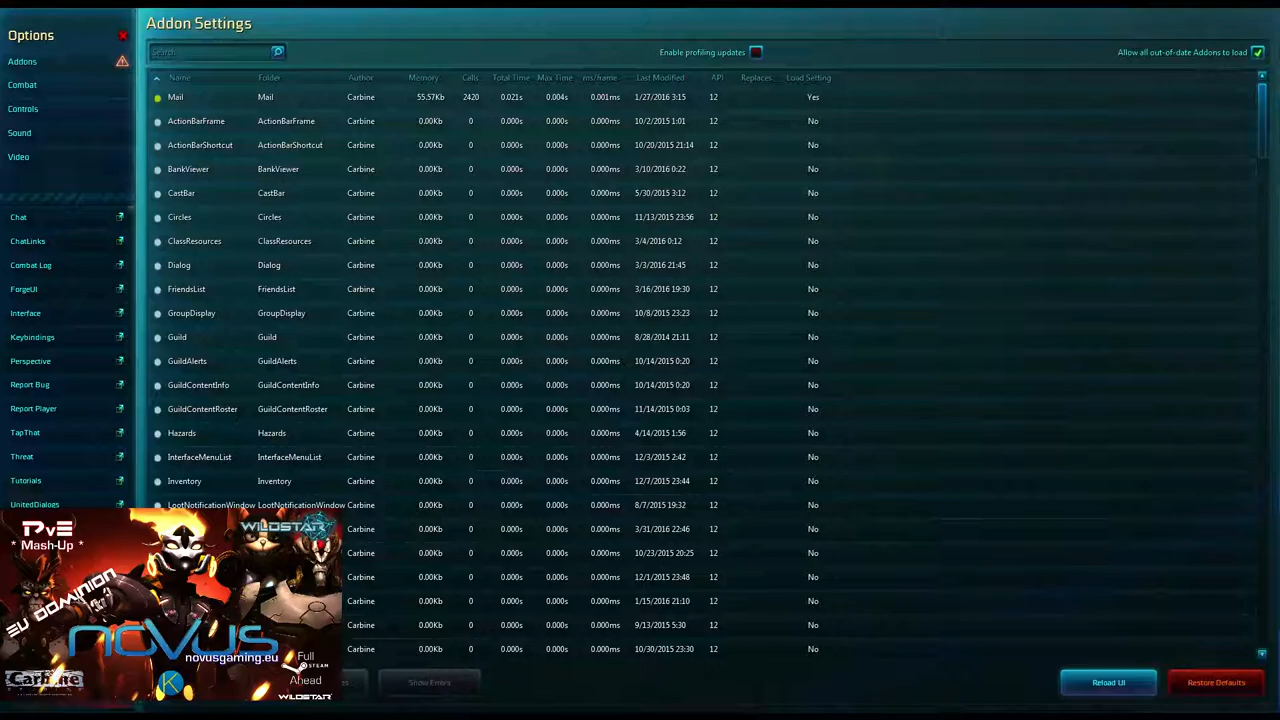 Options
Addons
Combat
Controls
Sound
Video
Chat
ChatLinks
Combat Log
ForgeUI
Interface
Keybindings
Perspective
Report Bug
Report Player
TapThat
Threat
Tutorials
UnitedDialogs
Addon Settings
Search
Enable profiling updates
Allow all out-of-date Addons to load
Name Folder Author Memory Calls Total Time Max Time ms/frame Last Modified API Replaces Load Setting
Mail Mail Carbine 55.57Kb 2420 0.021s 0.004s 0.001ms 1/27/2016 3:15 12 Yes
ActionBarFrame ActionBarFrame Carbine 0.00Kb 0 0.000s 0.000s 0.000ms 10/2/2015 1:01 12 No
ActionBarShortcut ActionBarShortcut Carbine 0.00Kb 0 0.000s 0.000s 0.000ms 10/20/2015 21:14 12 No
BankViewer BankViewer Carbine 0.00Kb 0 0.000s 0.000s 0.000ms 3/10/2016 0:22 12 No
CastBar CastBar Carbine 0.00Kb 0 0.000s 0.000s 0.000ms 5/30/2015 3:12 12 No
Circles Circles Carbine 0.00Kb 0 0.000s 0.000s 0.000ms 11/13/2015 23:56 12 No
ClassResources ClassResources Carbine 0.00Kb 0 0.000s 0.000s 0.000ms 3/4/2016 0:12 12 No
Dialog Dialog Carbine 0.00Kb 0 0.000s 0.000s 0.000ms 3/3/2016 21:45 12 No
FriendsList FriendsList Carbine 0.00Kb 0 0.000s 0.000s 0.000ms 3/16/2016 19:30 12 No
GroupDisplay GroupDisplay Carbine 0.00Kb 0 0.000s 0.000s 0.000ms 10/8/2015 23:23 12 No
Guild Guild Carbine 0.00Kb 0 0.000s 0.000s 0.000ms 8/28/2014 21:11 12 No
GuildAlerts GuildAlerts Carbine 0.00Kb 0 0.000s 0.000s 0.000ms 10/14/2015 0:20 12 No
GuildContentInfo GuildContentInfo Carbine 0.00Kb 0 0.000s 0.000s 0.000ms 10/14/2015 0:20 12 No
GuildContentRoster GuildContentRoster Carbine 0.00Kb 0 0.000s 0.000s 0.000ms 11/14/2015 0:03 12 No
Hazards Hazards Carbine 0.00Kb 0 0.000s 0.000s 0.000ms 4/14/2015 1:56 12 No
InterfaceMenuList InterfaceMenuList Carbine 0.00Kb 0 0.000s 0.000s 0.000ms 12/3/2015 2:42 12 No
Inventory Inventory Carbine 0.00Kb 0 0.000s 0.000s 0.000ms 12/7/2015 23:44 12 No
LootNotificationWindow LootNotificationWindow Carbine 0.00Kb 0 0.000s 0.000s 0.000ms 8/7/2015 19:32 12 No
Carbine 0.00Kb 0 0.000s 0.000s 0.000ms 3/31/2016 22:46 12 No
Carbine 0.00Kb 0 0.000s 0.000s 0.000ms 10/23/2015 20:25 12 No
Carbine 0.00Kb 0 0.000s 0.000s 0.000ms 12/1/2015 23:48 12 No
Carbine 0.00Kb 0 0.000s 0.000s 0.000ms 1/15/2016 21:10 12 No
Carbine 0.00Kb 0 0.000s 0.000s 0.000ms 9/13/2015 5:30 12 No
Carbine 0.00Kb 0 0.000s 0.000s 0.000ms 10/30/2015 23:30 12 No
Show Errors
Reload UI
Restore Defaults
PvE
* Mash-Up *
WILDSTAR
EU DOMINION
NOVUS
novusgaming.eu
Carbine
K
Full
STEAM
Ahead
WILDSTAR